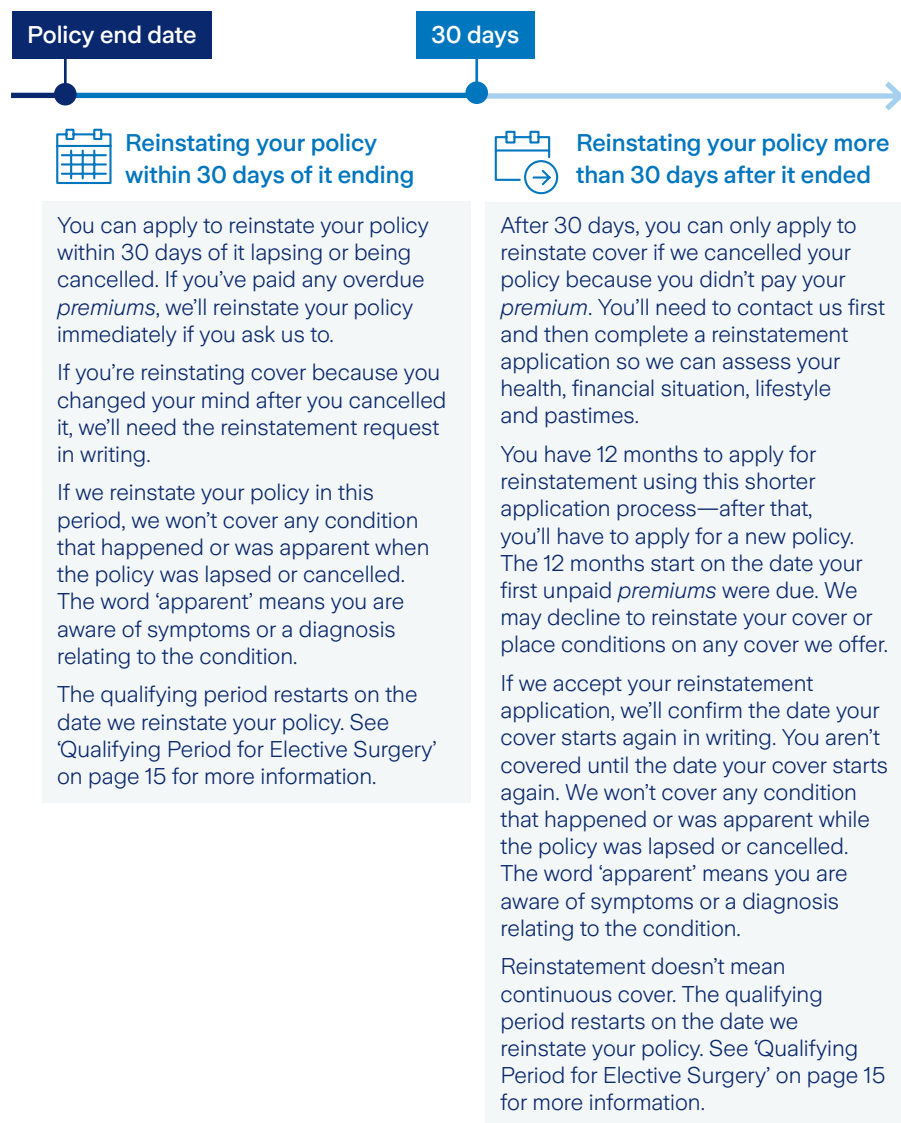 Policy end date
30 days
Reinstating your policy
within 30 days of it ending
You can apply to reinstate your policy
within 30 days of it lapsing or being
cancelled. If you’ve paid any overdue
premiums, we’ll reinstate your policy
immediately if you ask us to.
If you’re reinstating cover because you
changed your mind after you cancelled
it, we’ll need the reinstatement request
in writing.
If we reinstate your policy in this
period, we won’t cover any condition
that happened or was apparent when
the policy was lapsed or cancelled.
The word ‘apparent’ means you are
aware of symptoms or a diagnosis
relating to the condition.
The qualifying period restarts on the
date we reinstate your policy. See
‘Qualifying Period for Elective Surgery’
on page 15 for more information.
Reinstating your policy more
than 30 days after it ended
After 30 days, you can only apply to
reinstate cover if we cancelled your
policy because you didn’t pay your
premium. You’ll need to contact us first
and then complete a reinstatement
application so we can assess your
health, financial situation, lifestyle
and pastimes.
You have 12 months to apply for
reinstatement using this shorter
application process—after that,
you’ll have to apply for a new policy.
The 12 months start on the date your
first unpaid premiums were due. We
may decline to reinstate your cover or
place conditions on any cover we offer.
If we accept your reinstatement
application, we’ll confirm the date your
cover starts again in writing. You aren’t
covered until the date your cover starts
again. We won’t cover any condition
that happened or was apparent while
the policy was lapsed or cancelled.
The word ‘apparent’ means you are
aware of symptoms or a diagnosis
relating to the condition.
Reinstatement doesn’t mean
continuous cover. The qualifying
period restarts on the date we
reinstate your policy. See ‘Qualifying
Period for Elective Surgery’ on page 15
for more information.